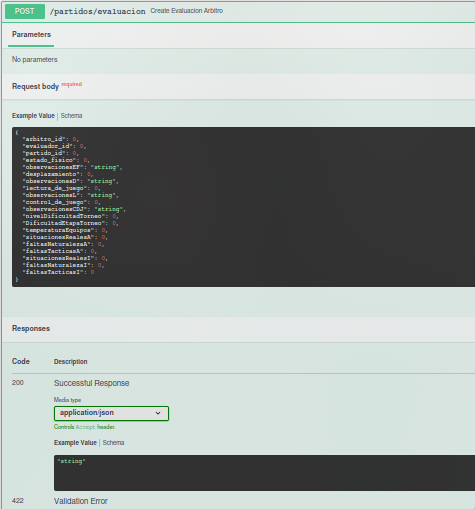 POST /partidos/evaluacion Create Evaluacion Arbitro
Parameters
No parameters
Request body required
Example Value | Schema
{
"arbitro_id": 0,
"evaluador_id": 0,
"partido_id": 0,
"estado_fisico": 0,
"observacionesEF": "string",
"desplazamiento": 0,
"observacionesD": "string",
"lectura_de_juego": 0,
"observacionesL": "string",
"control_de_juego": 0,
"observacionesCDJ": "string",
"nivelDificultadTorneo": 0,
"DificultadEtapaTorneo": 0,
"temperaturaEquipos": 0,
"situacionesRealesA": 0,
"faltasNaturalezaA": 0,
"faltasTacticasA": 0,
"situacionesRealesI": 0,
"faltasNaturalezaI": 0,
"faltasTacticasI": 0
}
Responses
Code Description
200 Successful Response
Media type
application/json
Controls Accept header.
Example Value | Schema
"string"
422 Validation Error